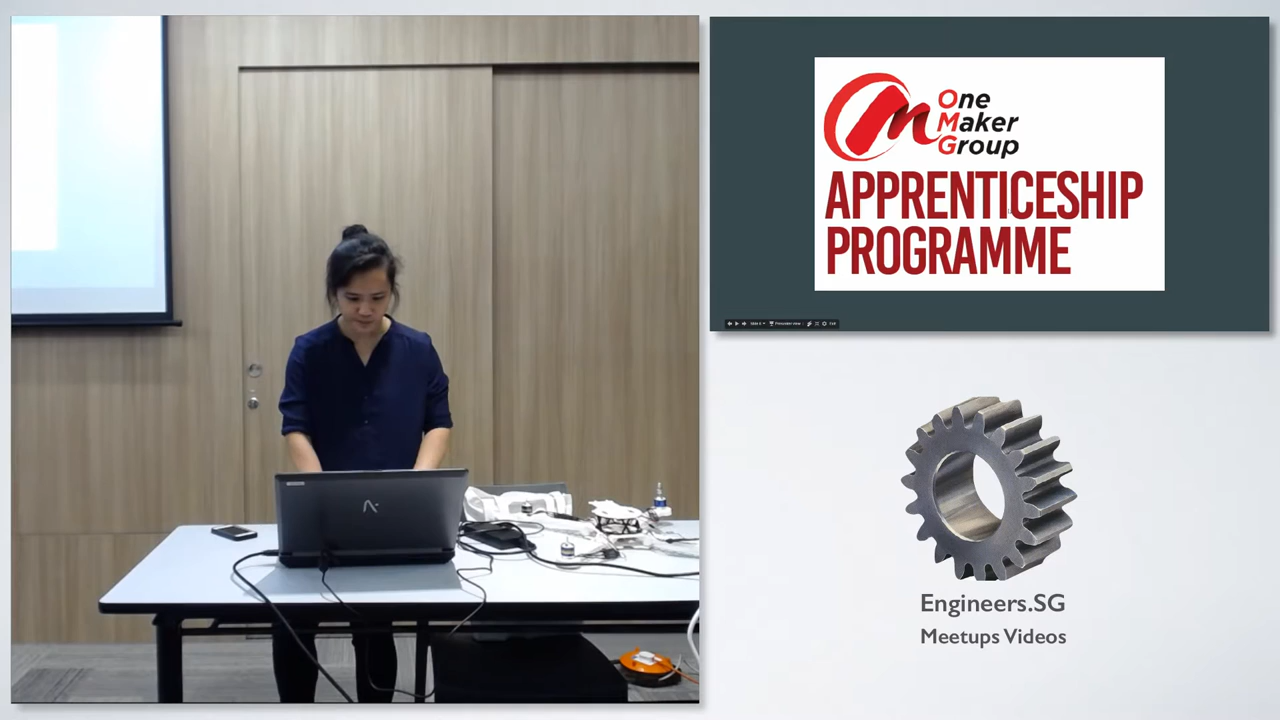 One
Maker
Group
APPRENTICESHIP
PROGRAMME
Engineers.SG
Meetups Videos